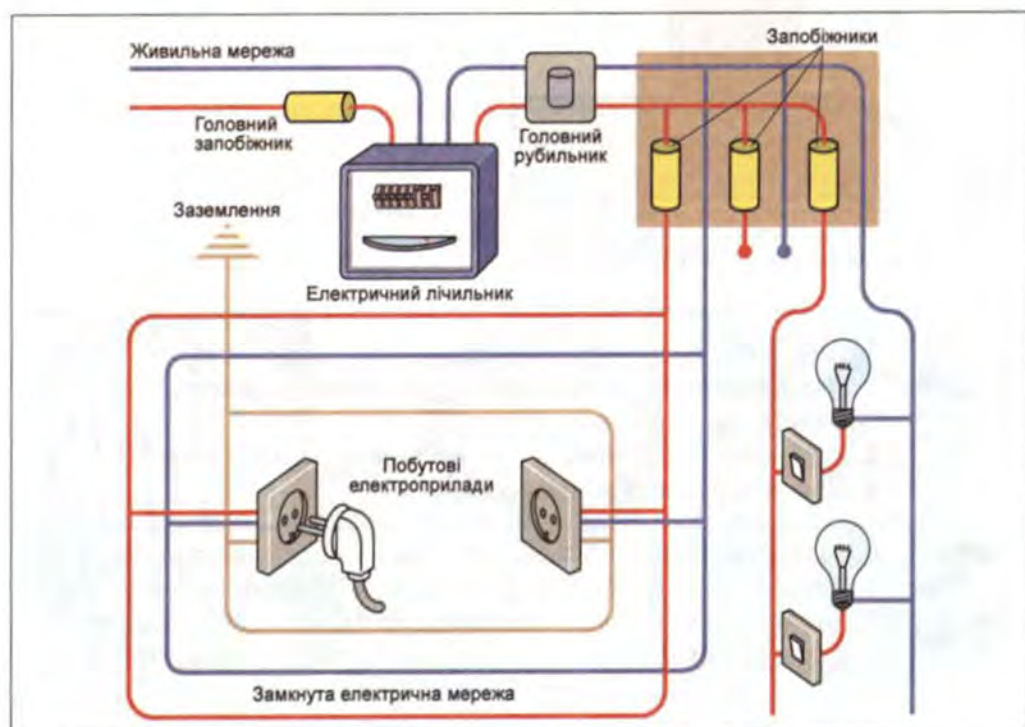 Живильна мережа
Запобіжники
Головний
запобіжник
Головний
рубильник
Заземлення
Електричний лічильник
Побутові
електроприлади
Замкнута електрична мережа